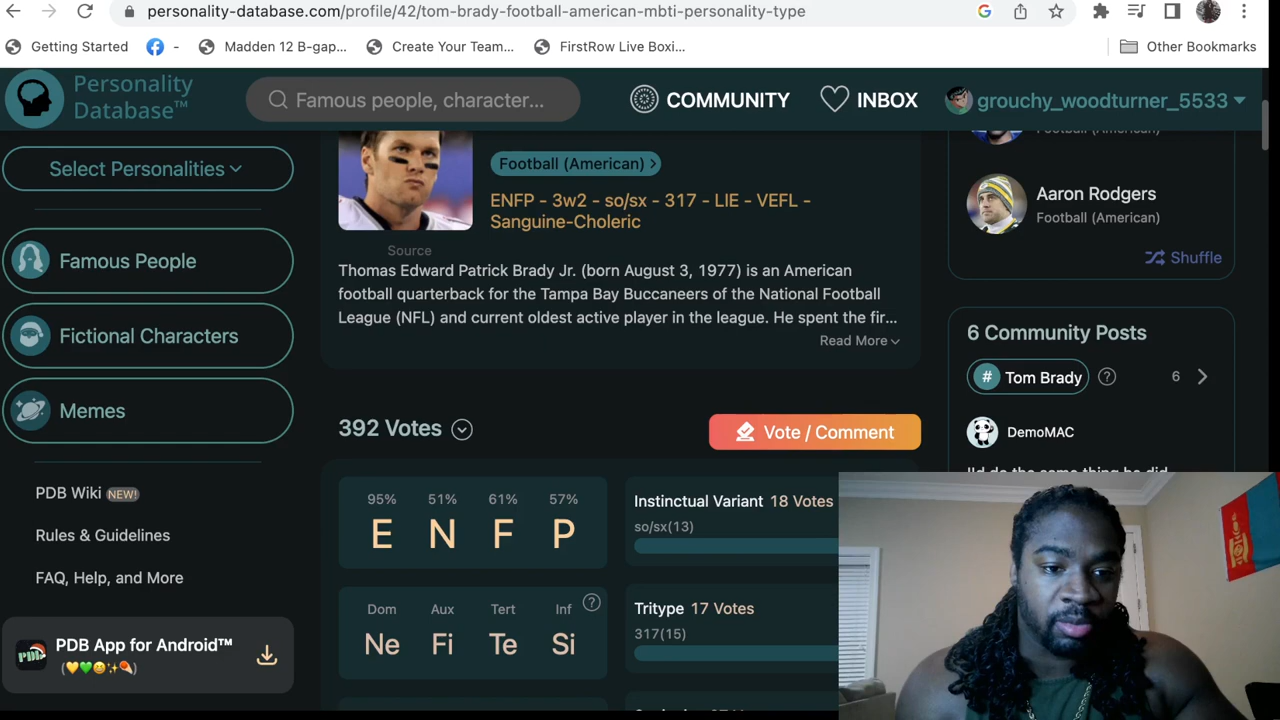 personality-database.com/profile/42/tom-brady-football-american-mbti-personality-type
Getting Started
-
Madden 12 B-gap...
Create Your Team...
FirstRow Live Boxi...
Other Bookmarks
Personality
Database™
Famous people, character...
COMMUNITY
INBOX
grouchy_woodturner_5533
Select Personalities
Famous People
Fictional Characters
Memes
PDB Wiki NEW!
Rules & Guidelines
FAQ, Help, and More
PDB App for Android™
Football (American) >
ENFP - 3w2 - so/sx - 317 - LIE - VEFL -
Sanguine-Choleric
Source
Thomas Edward Patrick Brady Jr. (born August 3, 1977) is an American
football quarterback for the Tampa Bay Buccaneers of the National Football
League (NFL) and current oldest active player in the league. He spent the fir...
Read More
392 Votes
Vote / Comment
95% 51% 61% 57%
E N F P
Dom Aux Tert Inf ?
Ne Fi Te Si
Instinctual Variant 18 Votes
so/sx(13)
Tritype 17 Votes
317(15)
Football (American)
Aaron Rodgers
Football (American)
Shuffle
6 Community Posts
# Tom Brady ? 6
DemoMAC